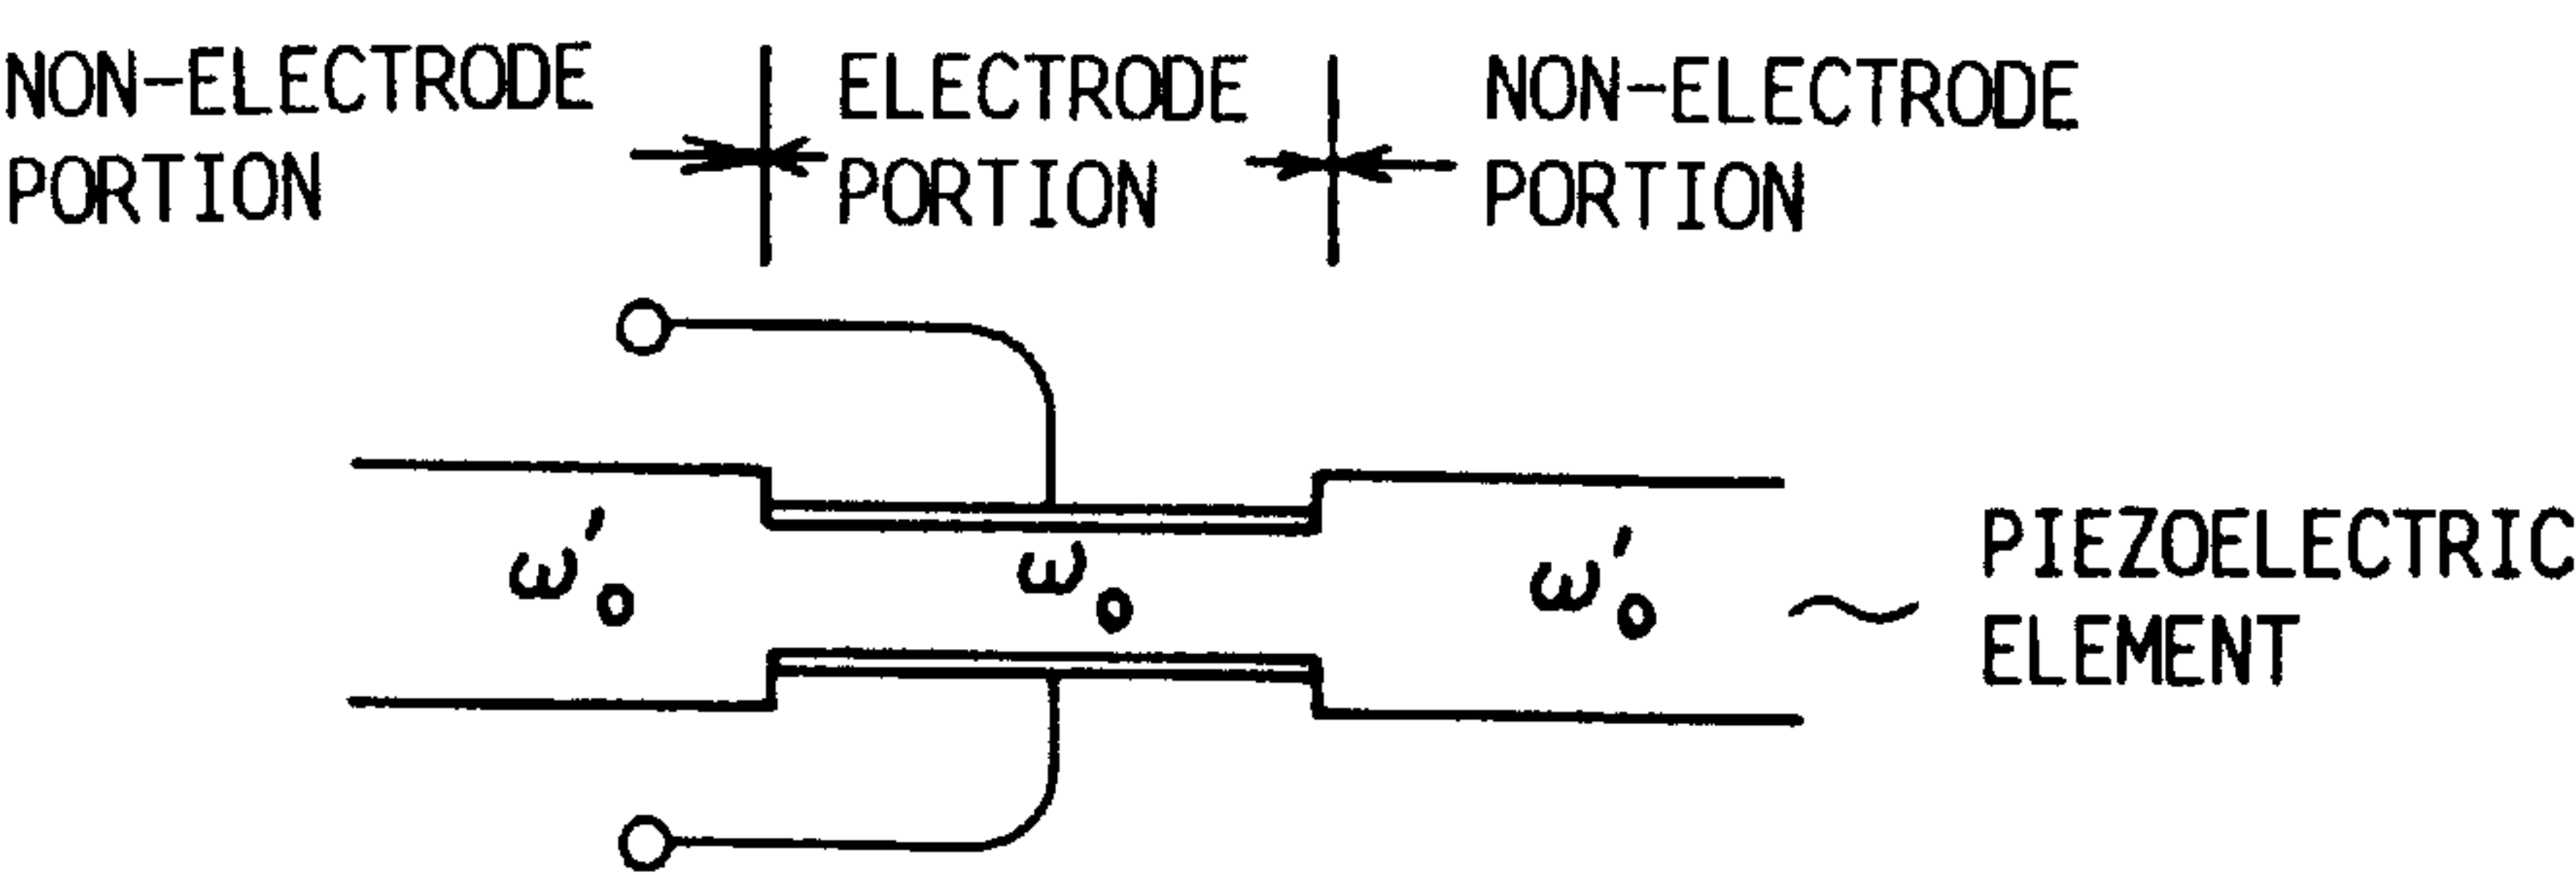 NON-ELECTRODE
PORTION
ELECTRODE
PORTION
NON-ELECTRODE
PORTION
ω'₀
ω₀
ω'₀
PIEZOELECTRIC
ELEMENT